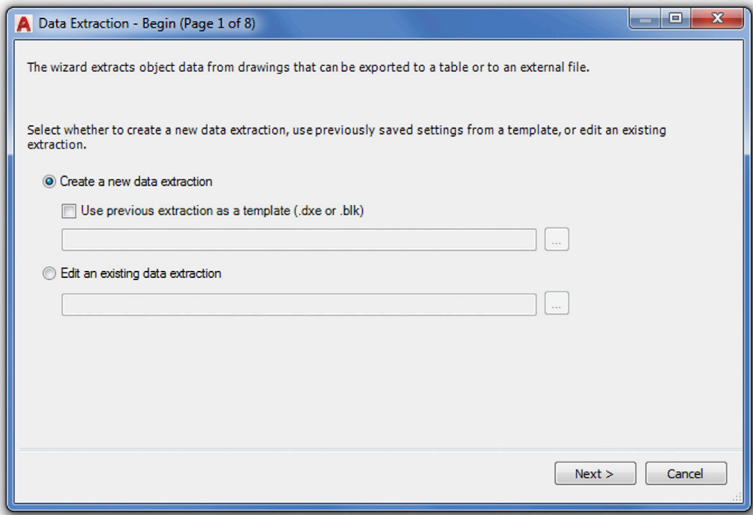 Data Extraction - Begin (Page 1 of 8)
The wizard extracts object data from drawings that can be exported to a table or to an external file.
Select whether to create a new data extraction, use previously saved settings from a template, or edit an existing
extraction.
Create a new data extraction
Use previous extraction as a template (.dxe or .blk)
...
Edit an existing data extraction
...
Next > Cancel